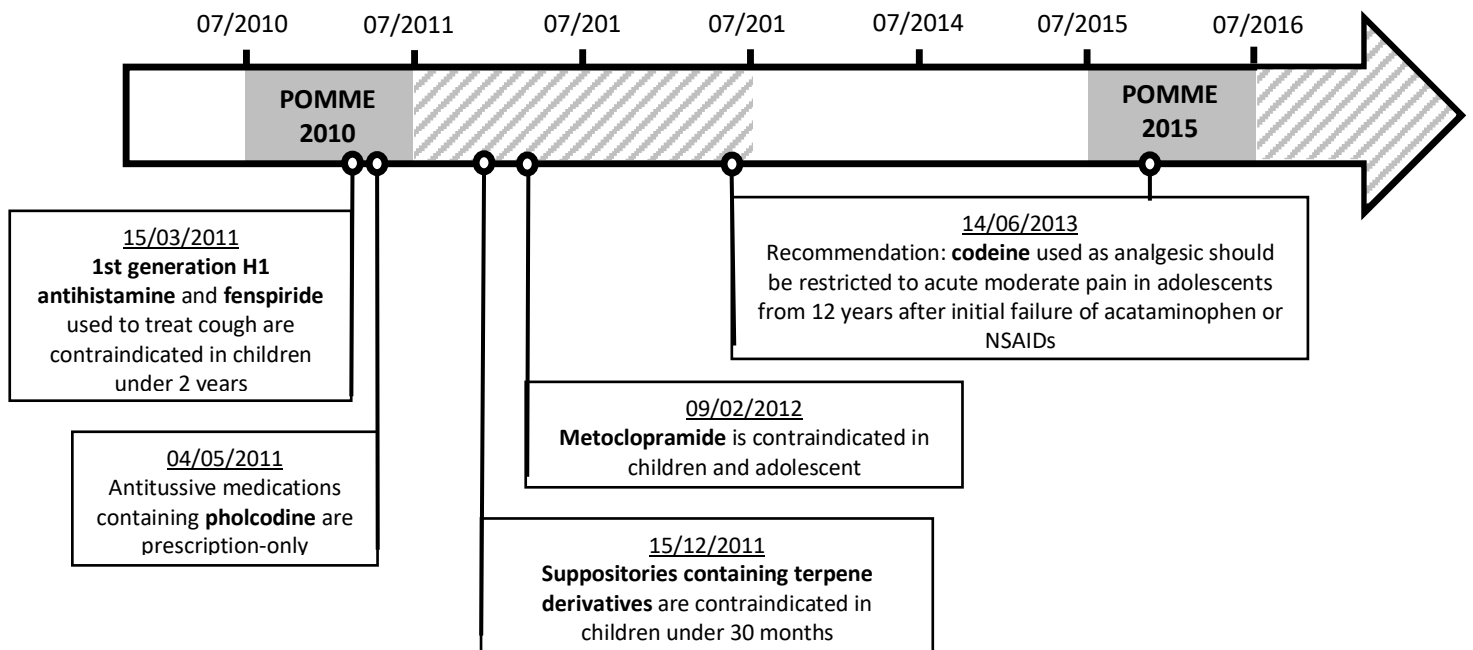 07/2010 07/2011 07/201 07/201 07/2014 07/2015 07/2016
POMME
2010
POMME
2015
15/03/2011
1st generation H1
antihistamine and fenspiride
used to treat cough are
contraindicated in children
under 2 years
14/06/2013
Recommendation: codeine used as analgesic should
be restricted to acute moderate pain in adolescents
from 12 years after initial failure of acataminophen or
NSAIDs
09/02/2012
Metoclopramide is contraindicated in
children and adolescent
04/05/2011
Antitussive medications
containing pholcodine are
prescription-only
15/12/2011
Suppositories containing terpene
derivatives are contraindicated in
children under 30 months